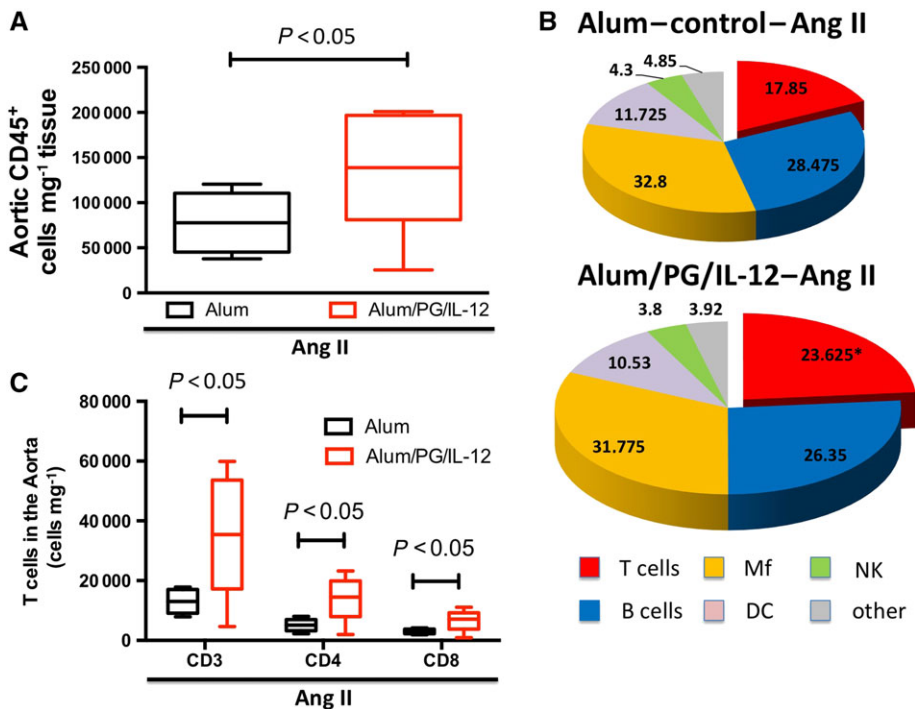 A
P < 0.05
Aortic CD45+
cells mg-1 tissue
250 000
200 000
150 000
100 000
50 000
0
Alum
Alum/PG/IL-12
Ang II
B
Alum–control–Ang II
4.3
4.85
17.85
11.725
28.475
32.8
Alum/PG/IL-12–Ang II
3.8
3.92
23.625*
10.53
31.775
26.35
T cells
Mf
NK
B cells
DC
other
C
P < 0.05
T cells in the Aorta
(cells mg-1)
80 000
60 000
40 000
20 000
0
Alum
Alum/PG/IL-12
P < 0.05
P < 0.05
CD3
CD4
CD8
Ang II